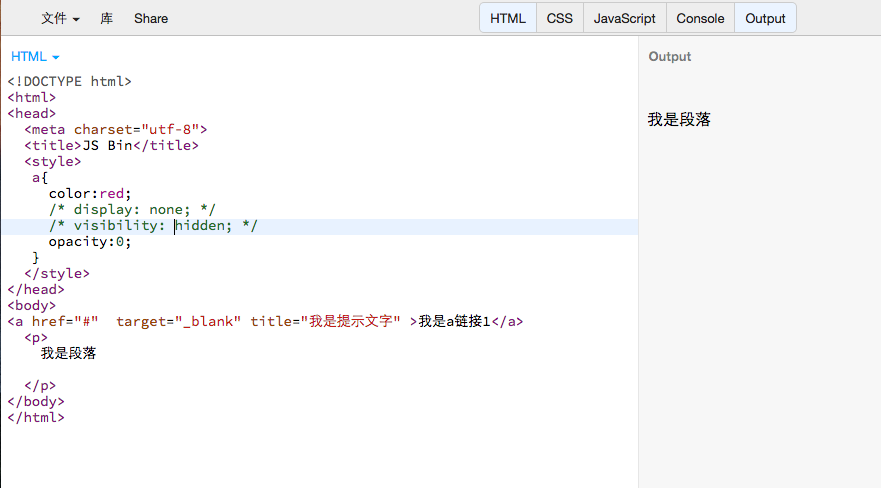 文件 库 Share HTML CSS JavaScript Console Output
HTML
<!DOCTYPE html>
<html>
<head>
  <meta charset="utf-8">
  <title>JS Bin</title>
  <style>
   a{
     color:red;
     /* display: none; */
     /* visibility: hidden; */
     opacity:0;
   }
  </style>
</head>
<body>
<a href="#"  target="_blank" title="我是提示文字" >我是a链接1</a>
  <p>
    我是段落
  </p>
</body>
</html>
Output
我是段落